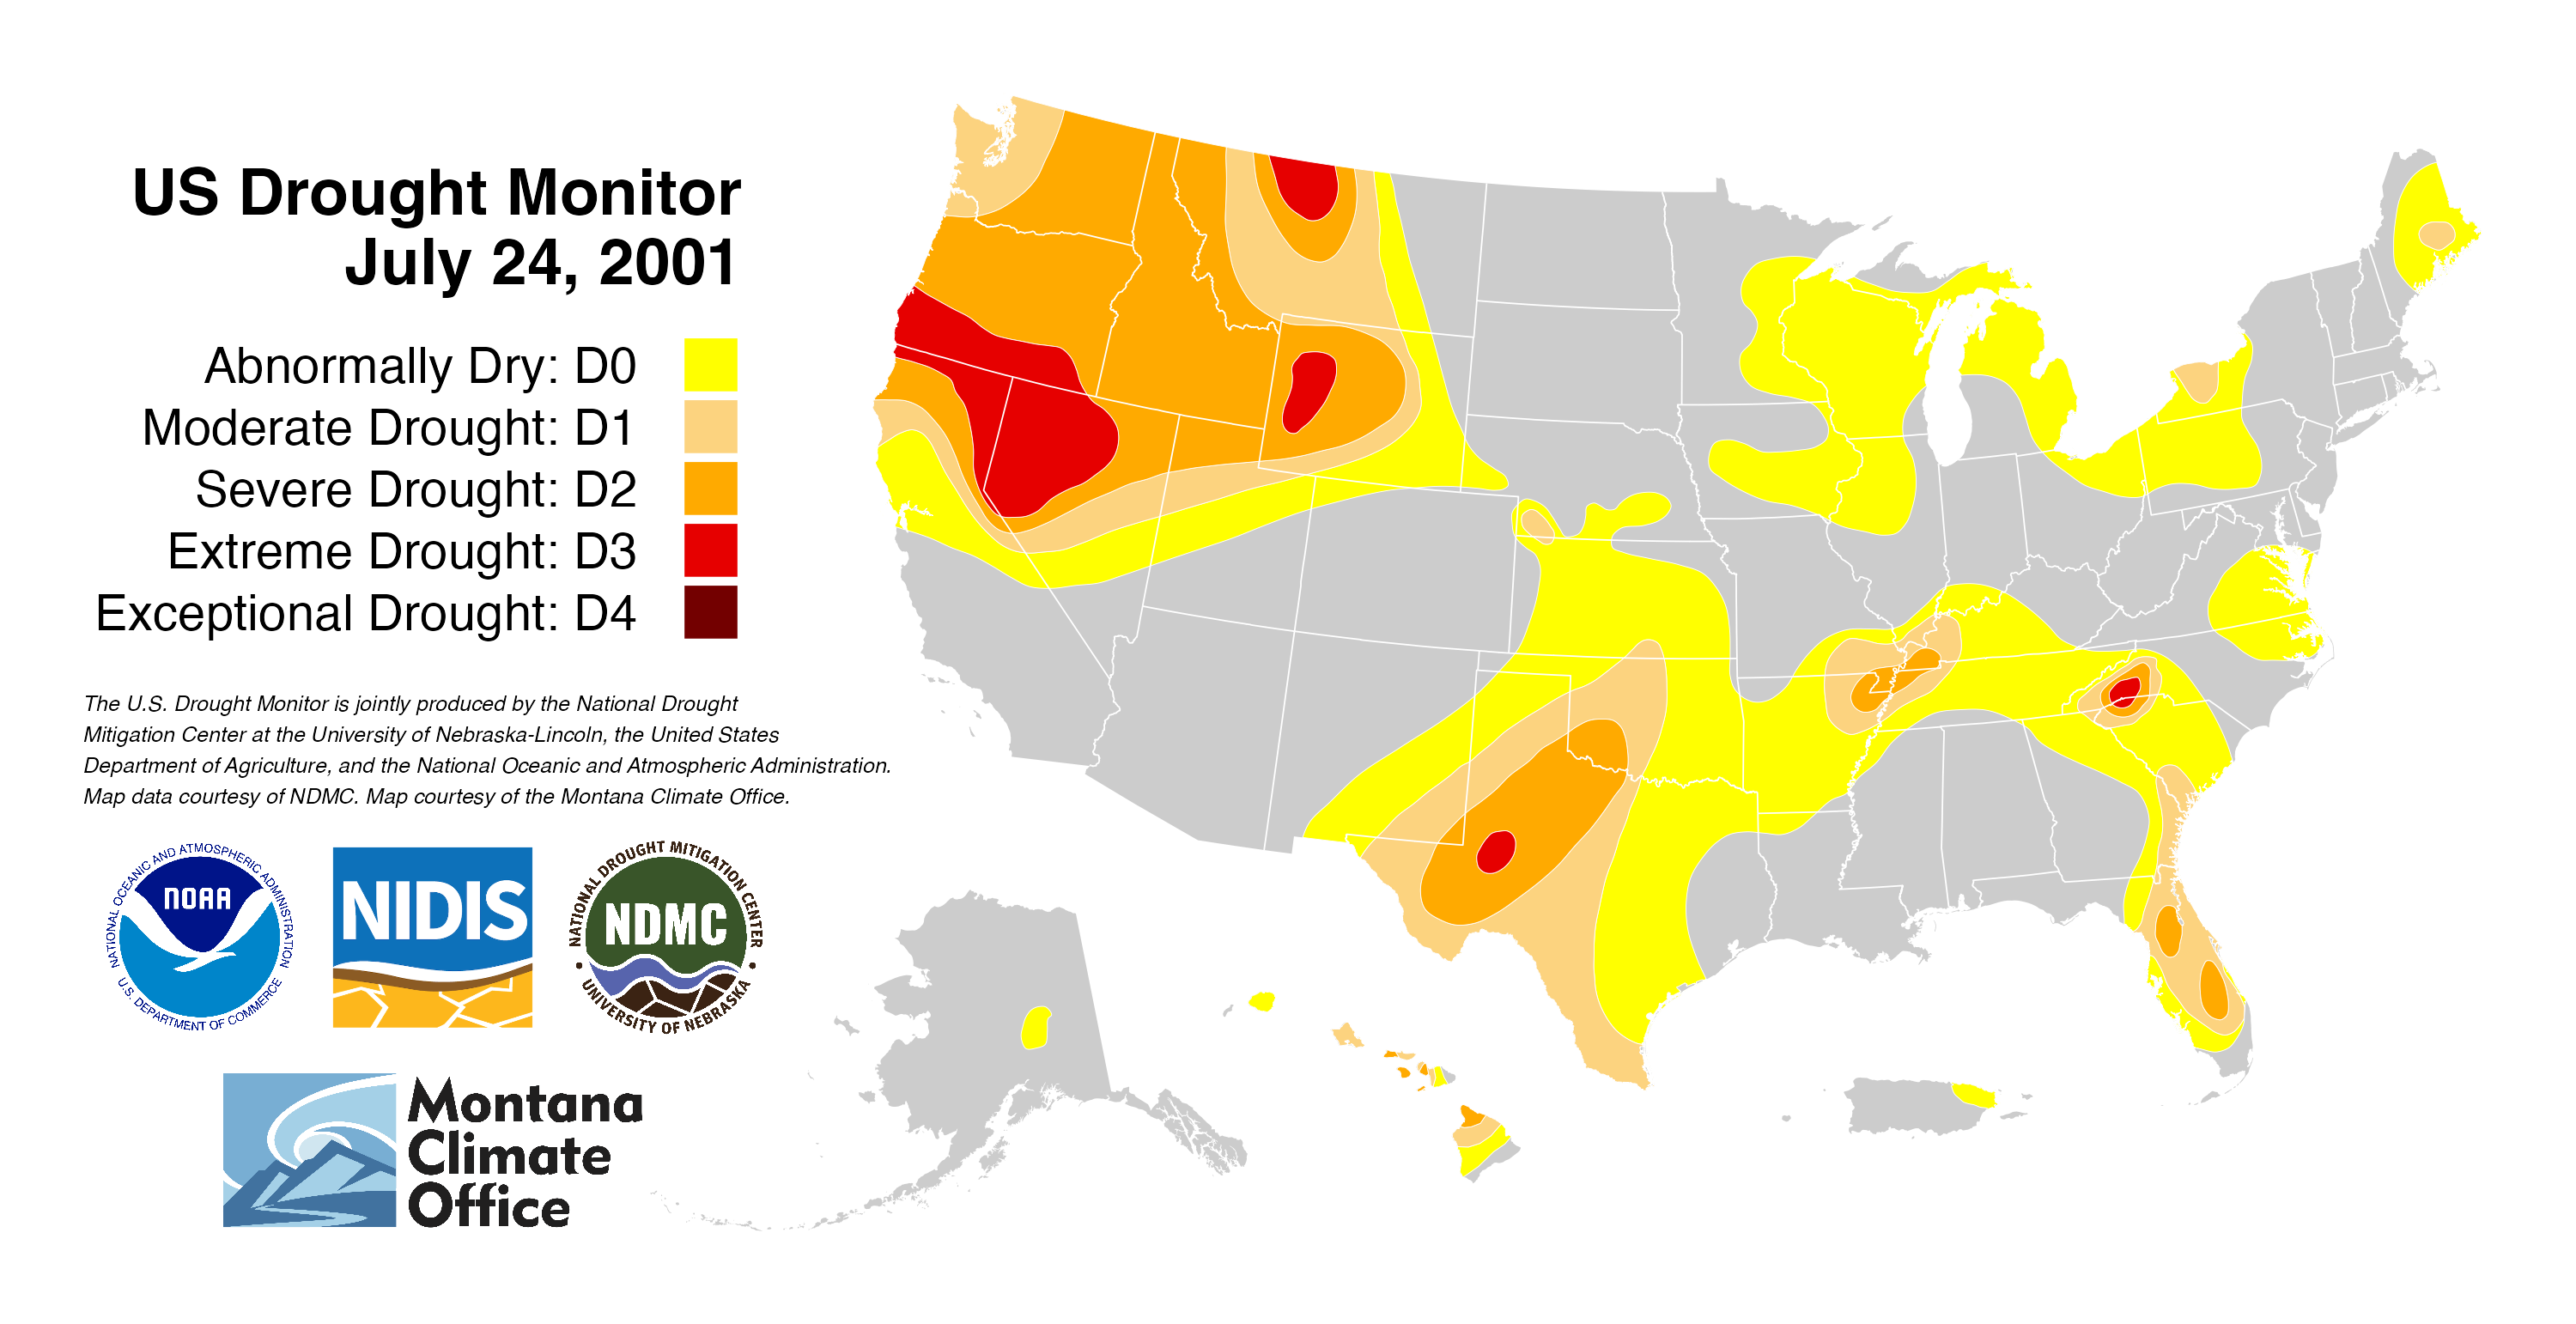 US Drought Monitor
July 24, 2001
Abnormally Dry: D0
Moderate Drought: D1
Severe Drought: D2
Extreme Drought: D3
Exceptional Drought: D4
The U.S. Drought Monitor is jointly produced by the National Drought
Mitigation Center at the University of Nebraska-Lincoln, the United States
Department of Agriculture, and the National Oceanic and Atmospheric Administration.
Map data courtesy of NDMC. Map courtesy of the Montana Climate Office.
NATIONAL OCEANIC AND ATMOSPHERIC ADMINISTRATION
NOAA
U.S. DEPARTMENT OF COMMERCE
NIDIS
NATIONAL DROUGHT MITIGATION CENTER
NDMC
UNIVERSITY OF NEBRASKA
Montana
Climate
Office